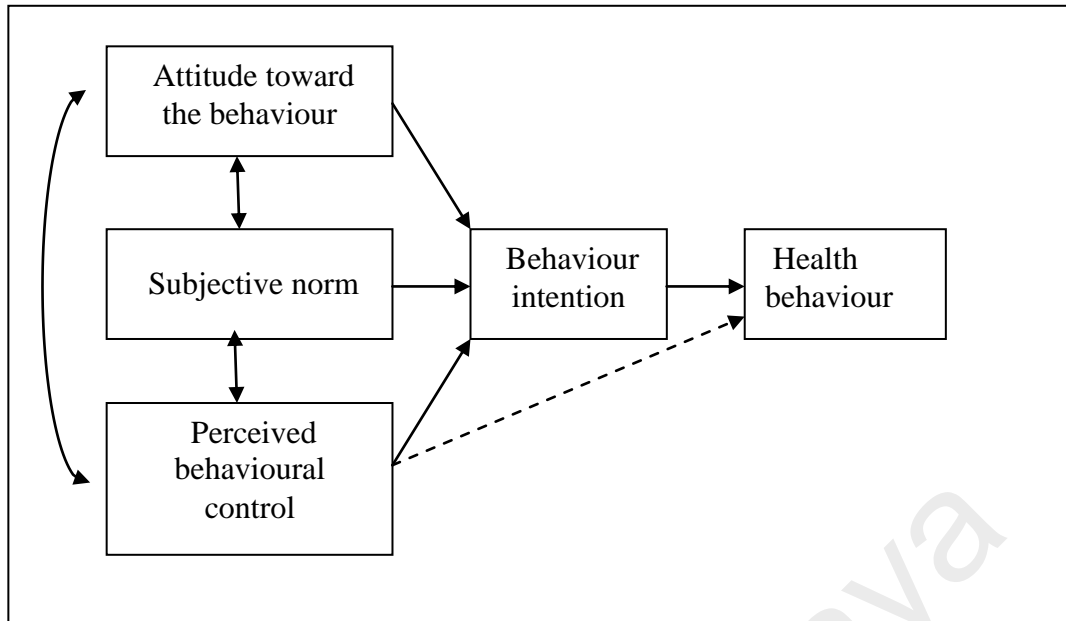 Attitude toward
the behaviour
Subjective norm
Perceived
behavioural
control
Behaviour
intention
Health
behaviour